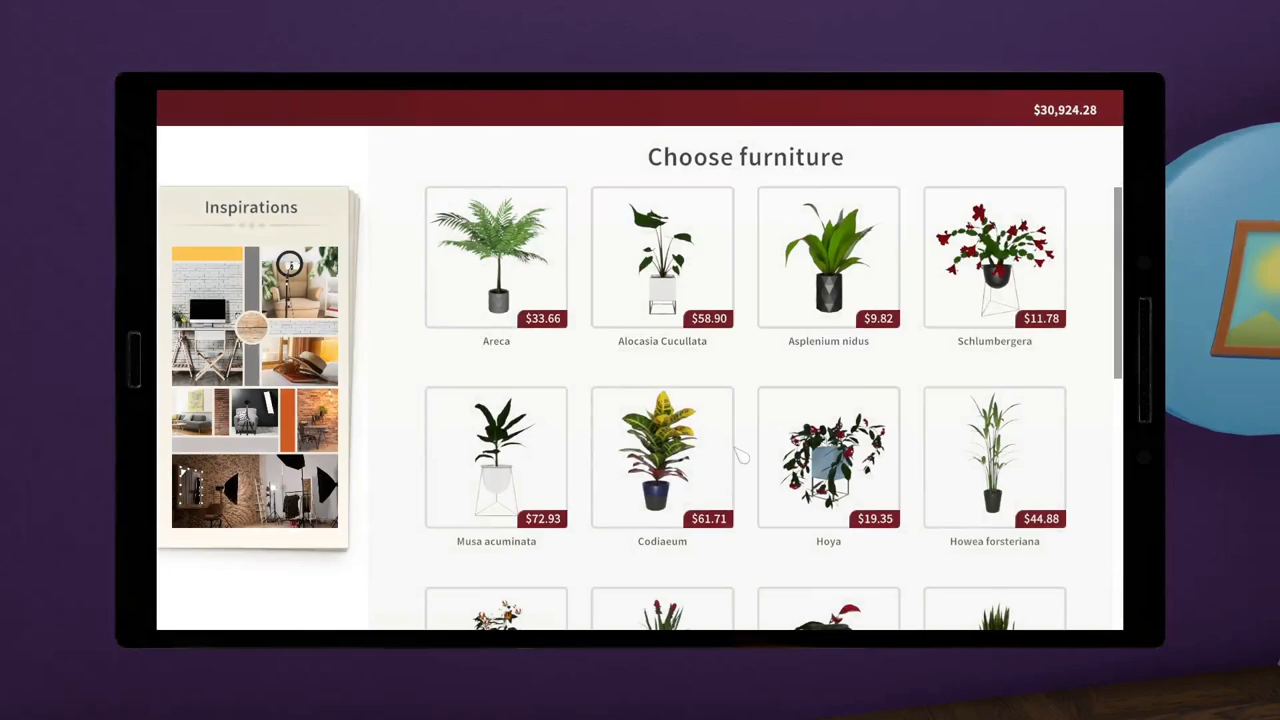 $30,924.28
Choose furniture
Inspirations
$33.66
$58.90
$9.82
$11.78
Areca
Alocasia Cucullata
Asplenium nidus
Schlumbergera
$72.93
$61.71
$19.35
$44.88
Musa acuminata
Codiaeum
Hoya
Howea forsteriana